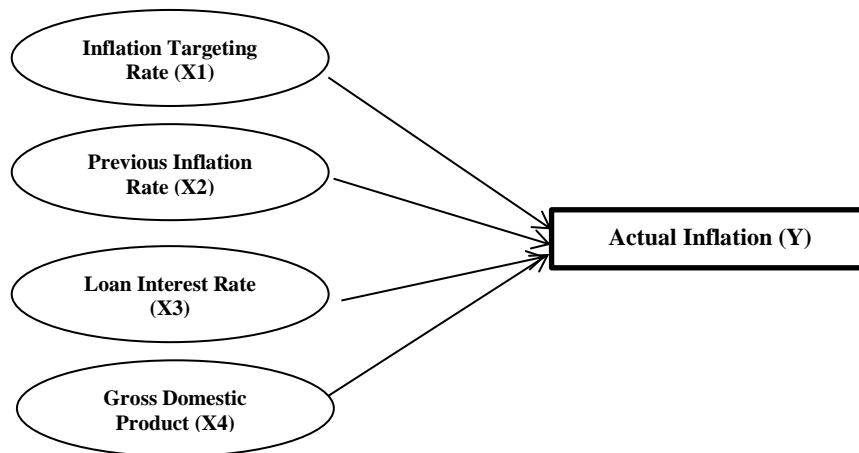 Inflation Targeting
Rate (X1)
Previous Inflation
Rate (X2)
Actual Inflation (Y)
Loan Interest Rate
(X3)
Gross Domestic
Product (X4)